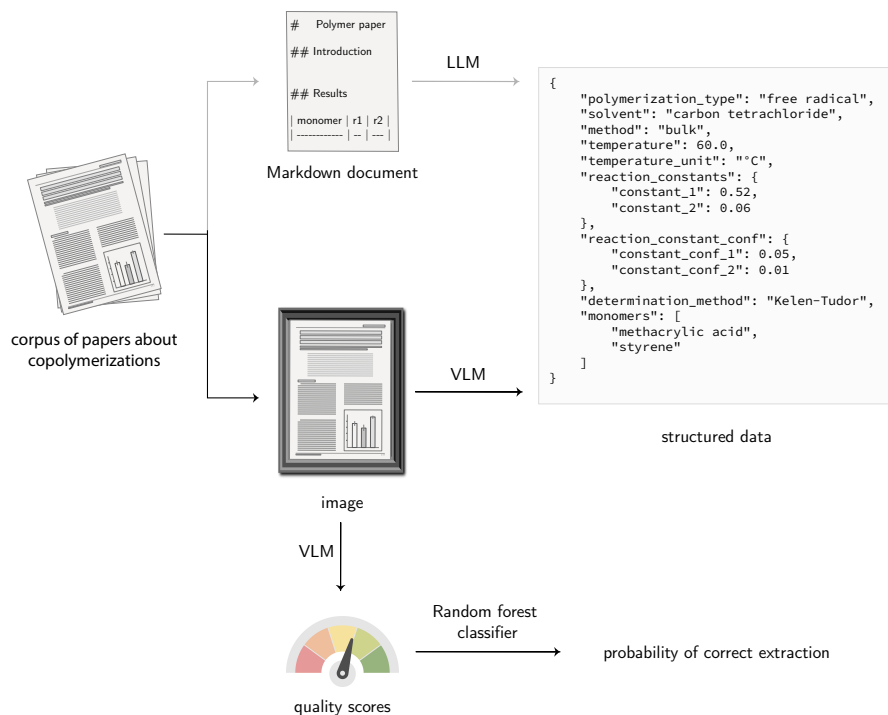 # Polymer paper
## Introduction
## Results
| monomer | r1 | r2 |
| ------------ | -- | --- |
Markdown document
LLM
{
    "polymerization_type": "free radical",
    "solvent": "carbon tetrachloride",
    "method": "bulk",
    "temperature": 60.0,
    "temperature_unit": "°C",
    "reaction_constants": {
        "constant_1": 0.52,
        "constant_2": 0.06
    },
    "reaction_constant_conf": {
        "constant_conf_1": 0.05,
        "constant_conf_2": 0.01
    },
    "determination_method": "Kelen-Tudor",
    "monomers": [
        "methacrylic acid",
        "styrene"
    ]
}
structured data
corpus of papers about
copolymerizations
VLM
image
VLM
quality scores
Random forest
classifier
probability of correct extraction